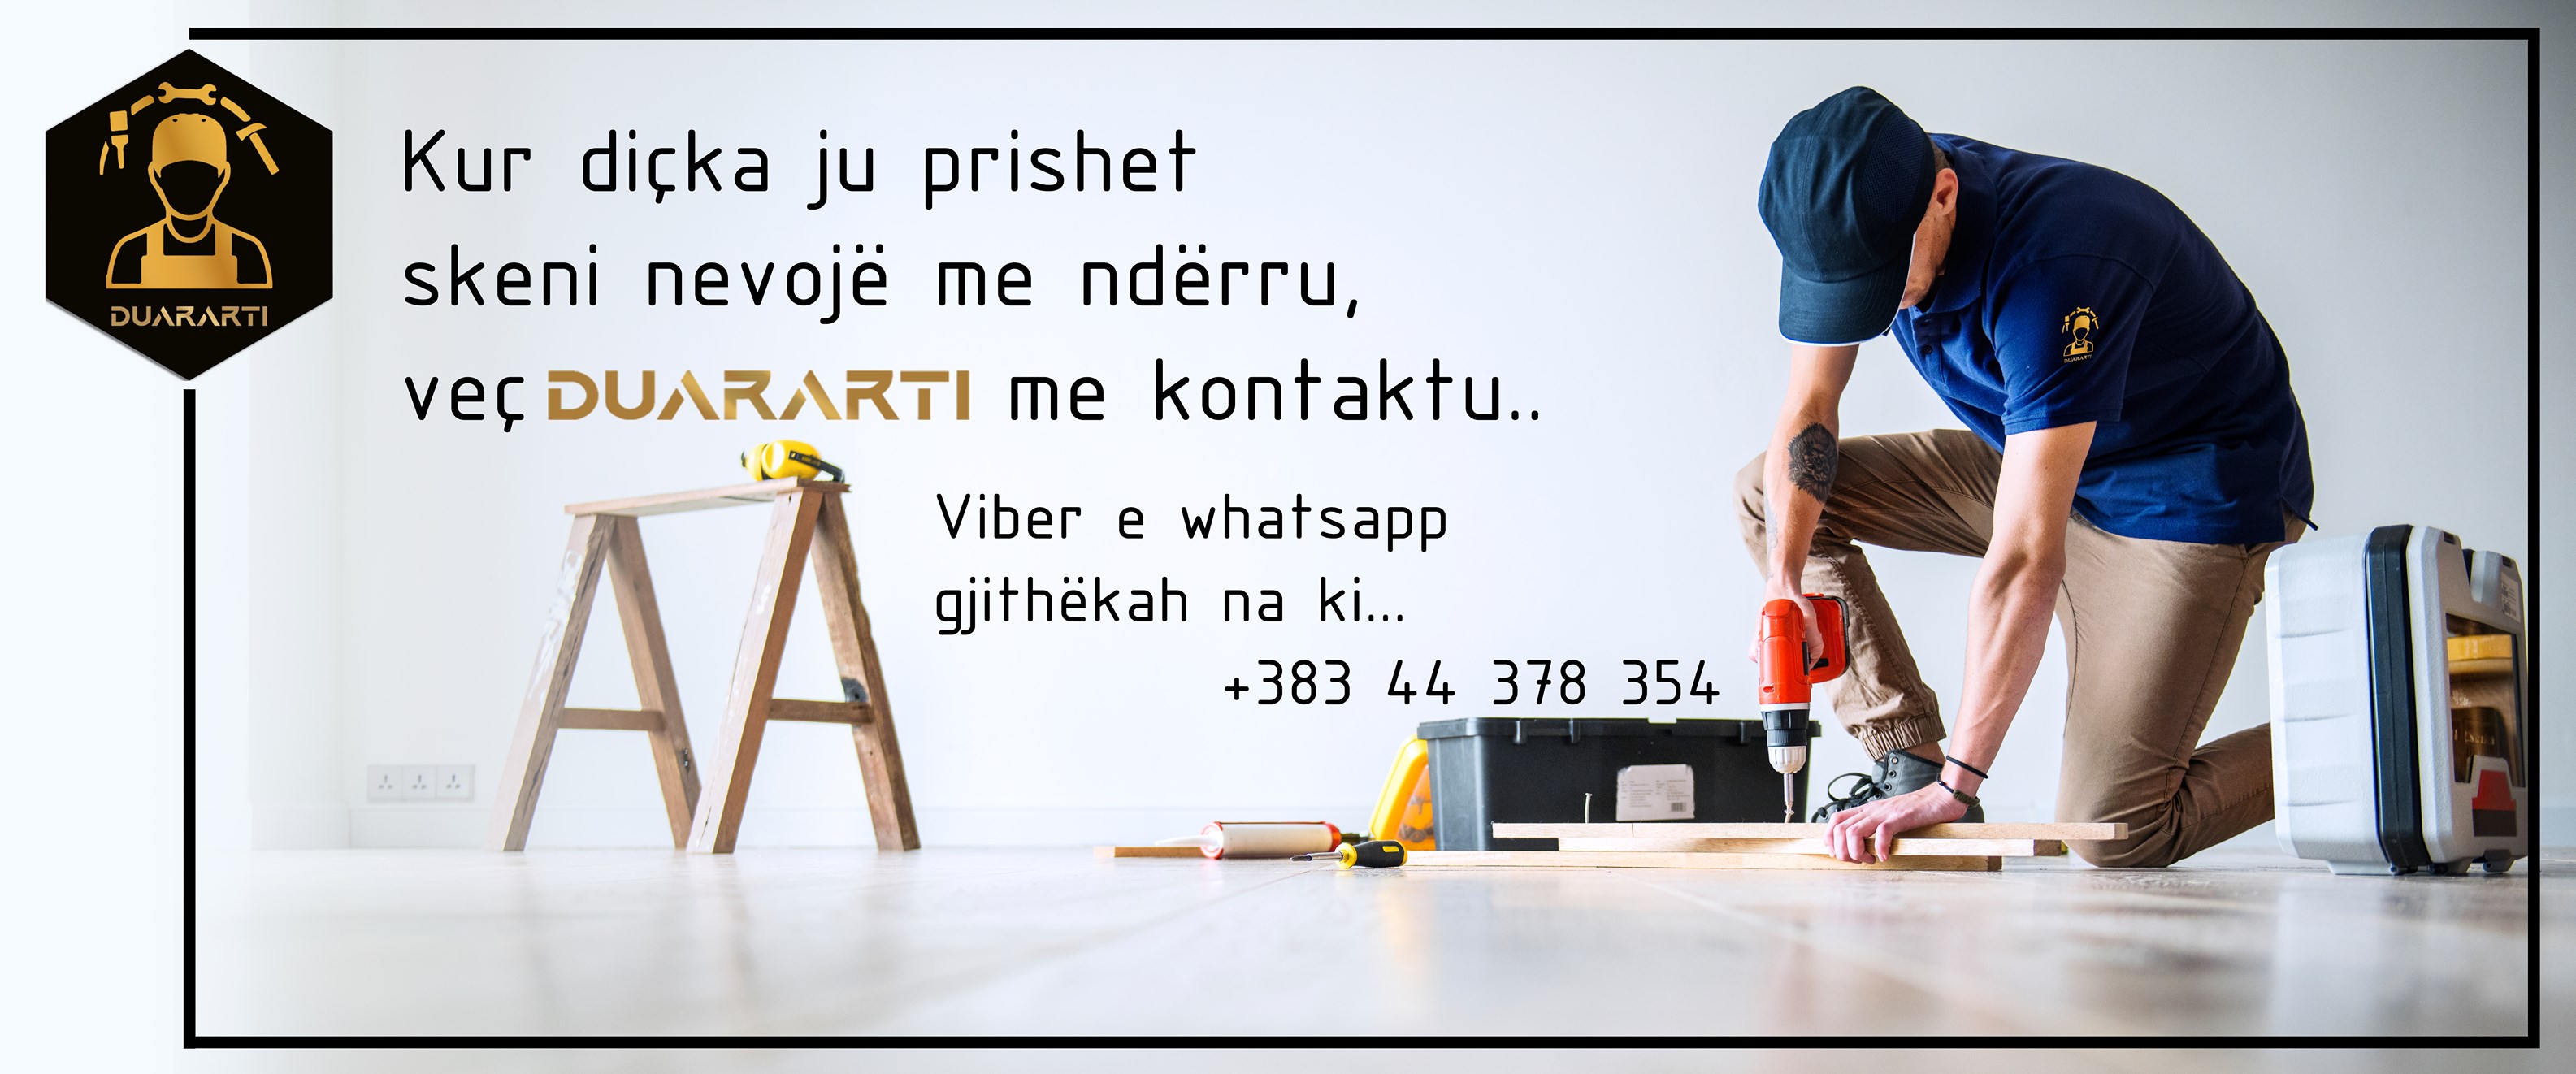 DUARARTI
Kur diçka ju prishet
skeni nevojë me ndërru,
veç DUARARTI me kontaktu..
Viber e whatsapp
gjithëkah na ki...
+383 44 378 354
DUARARTI